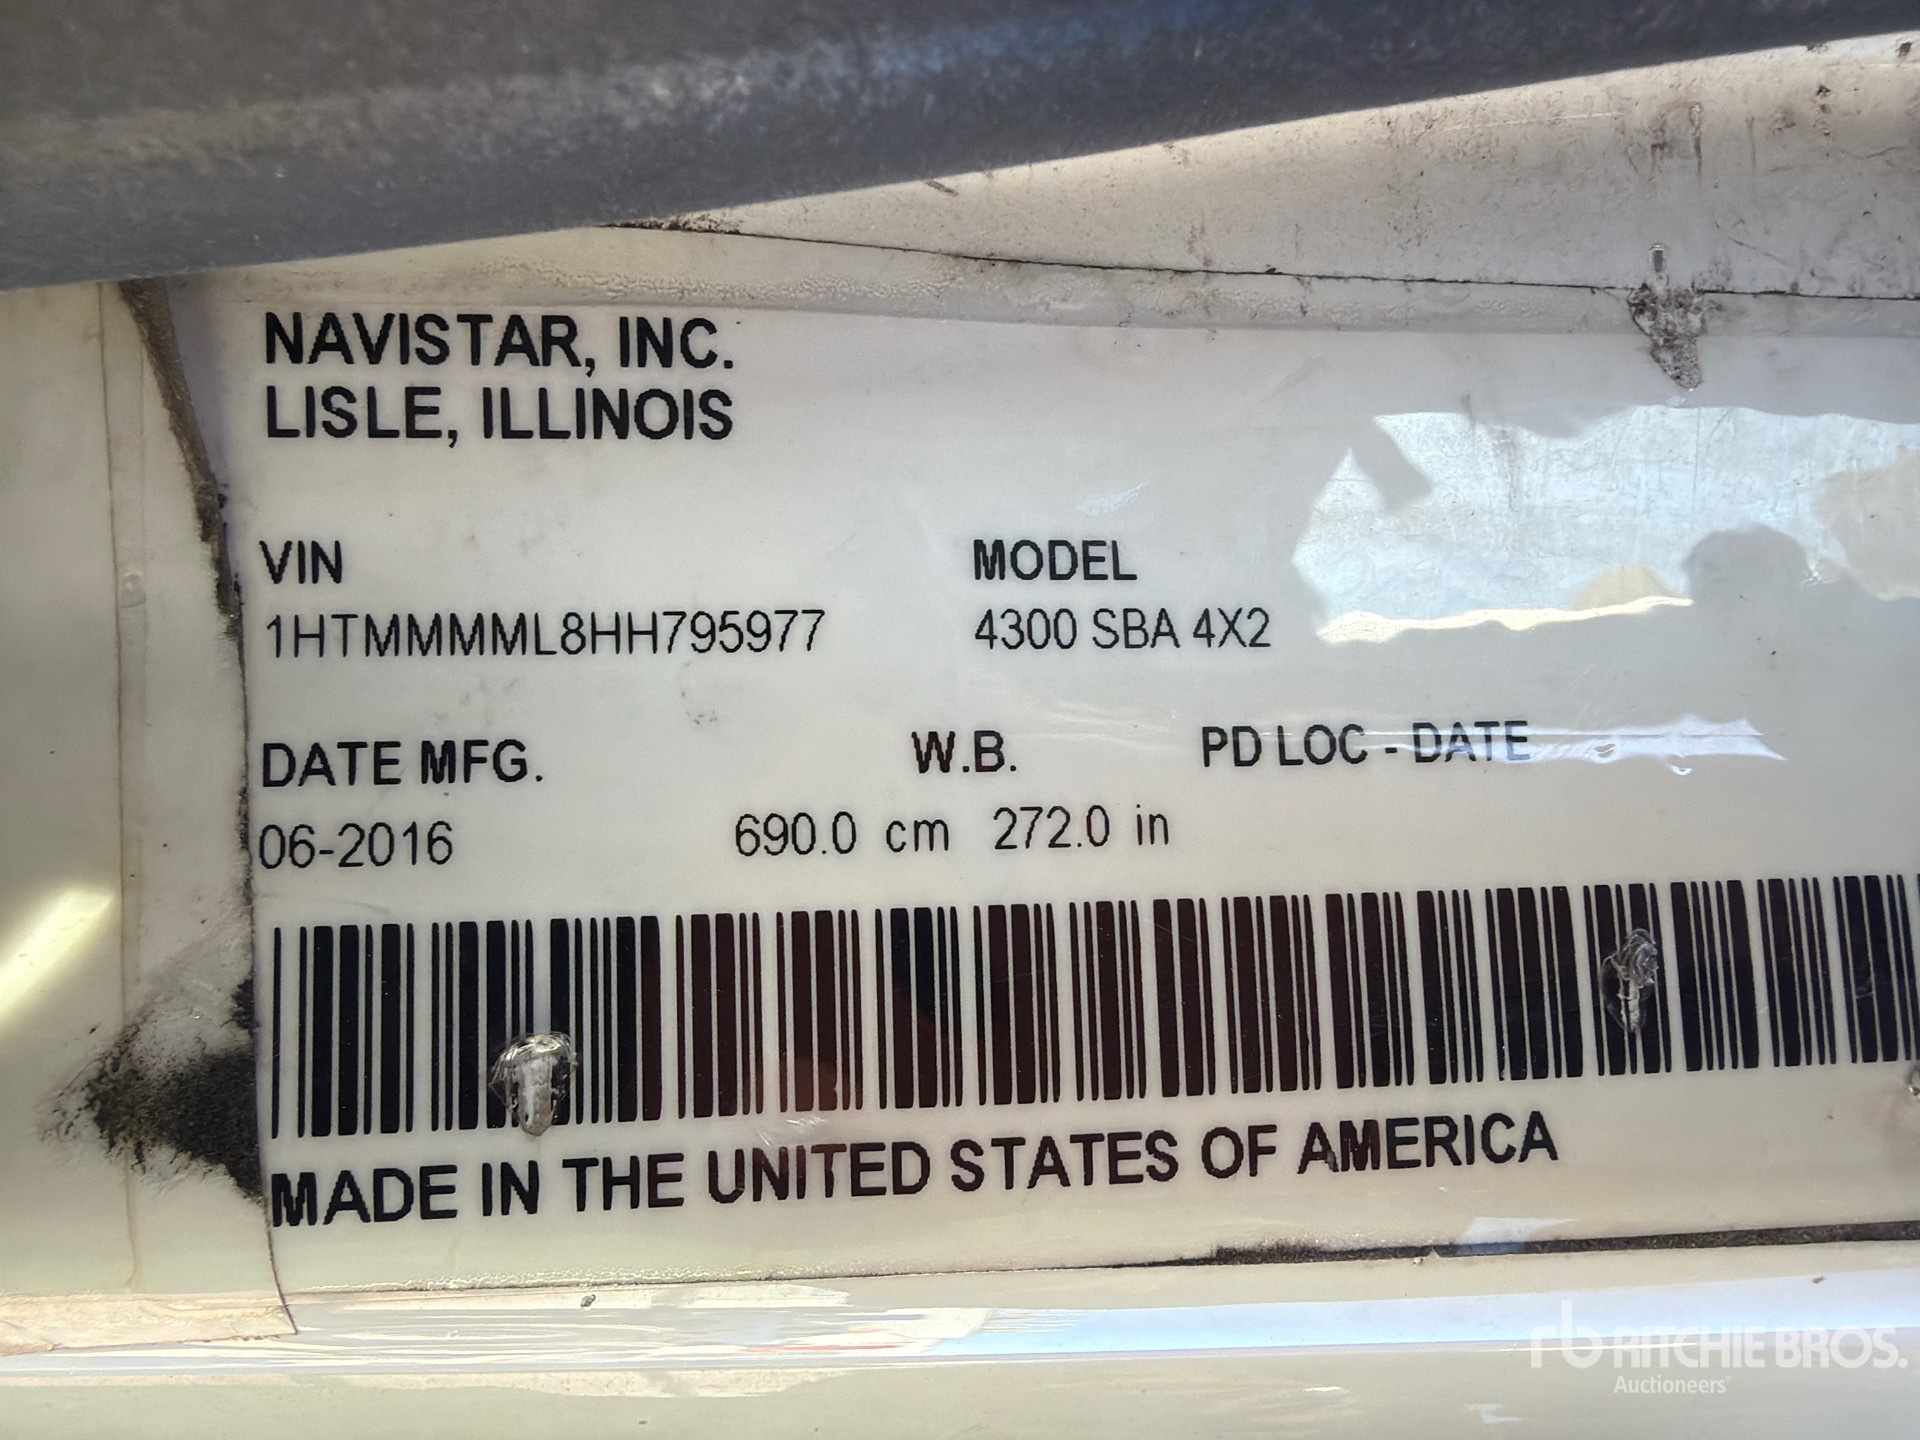 NAVISTAR, INC.
LISLE, ILLINOIS
VIN MODEL
1HTMMMML8HH795977 4300 SBA 4X2
DATE MFG. W.B. PD LOC - DATE
06-2016 690.0 cm 272.0 in
MADE IN THE UNITED STATES OF AMERICA
rb RITCHIE BROS.
Auctioneers